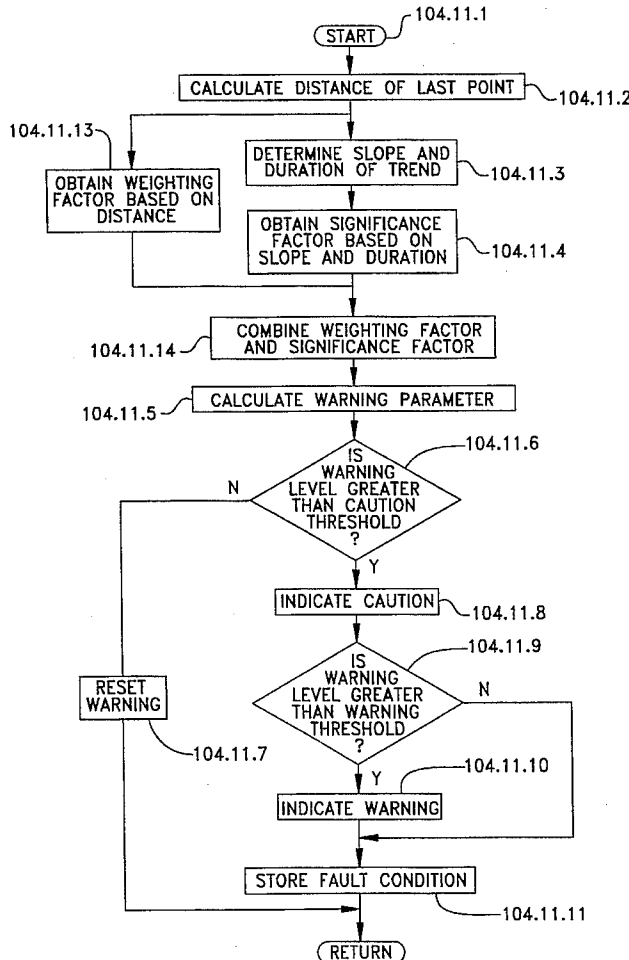 104.11.1
START
CALCULATE DISTANCE OF LAST POINT
104.11.2
104.11.13
OBTAIN WEIGHTING
FACTOR BASED ON
DISTANCE
DETERMINE SLOPE AND
DURATION OF TREND
104.11.3
OBTAIN SIGNIFICANCE
FACTOR BASED ON
SLOPE AND DURATION
104.11.4
COMBINE WEIGHTING FACTOR
AND SIGNIFICANCE FACTOR
104.11.14
CALCULATE WARNING PARAMETER
104.11.5
104.11.6
IS
WARNING
LEVEL GREATER
THAN CAUTION
THRESHOLD
?
N
Y
INDICATE CAUTION
104.11.8
104.11.9
IS
WARNING
LEVEL GREATER
THAN WARNING
THRESHOLD
?
N
RESET
WARNING
104.11.7
Y
104.11.10
INDICATE WARNING
STORE FAULT CONDITION
104.11.11
RETURN